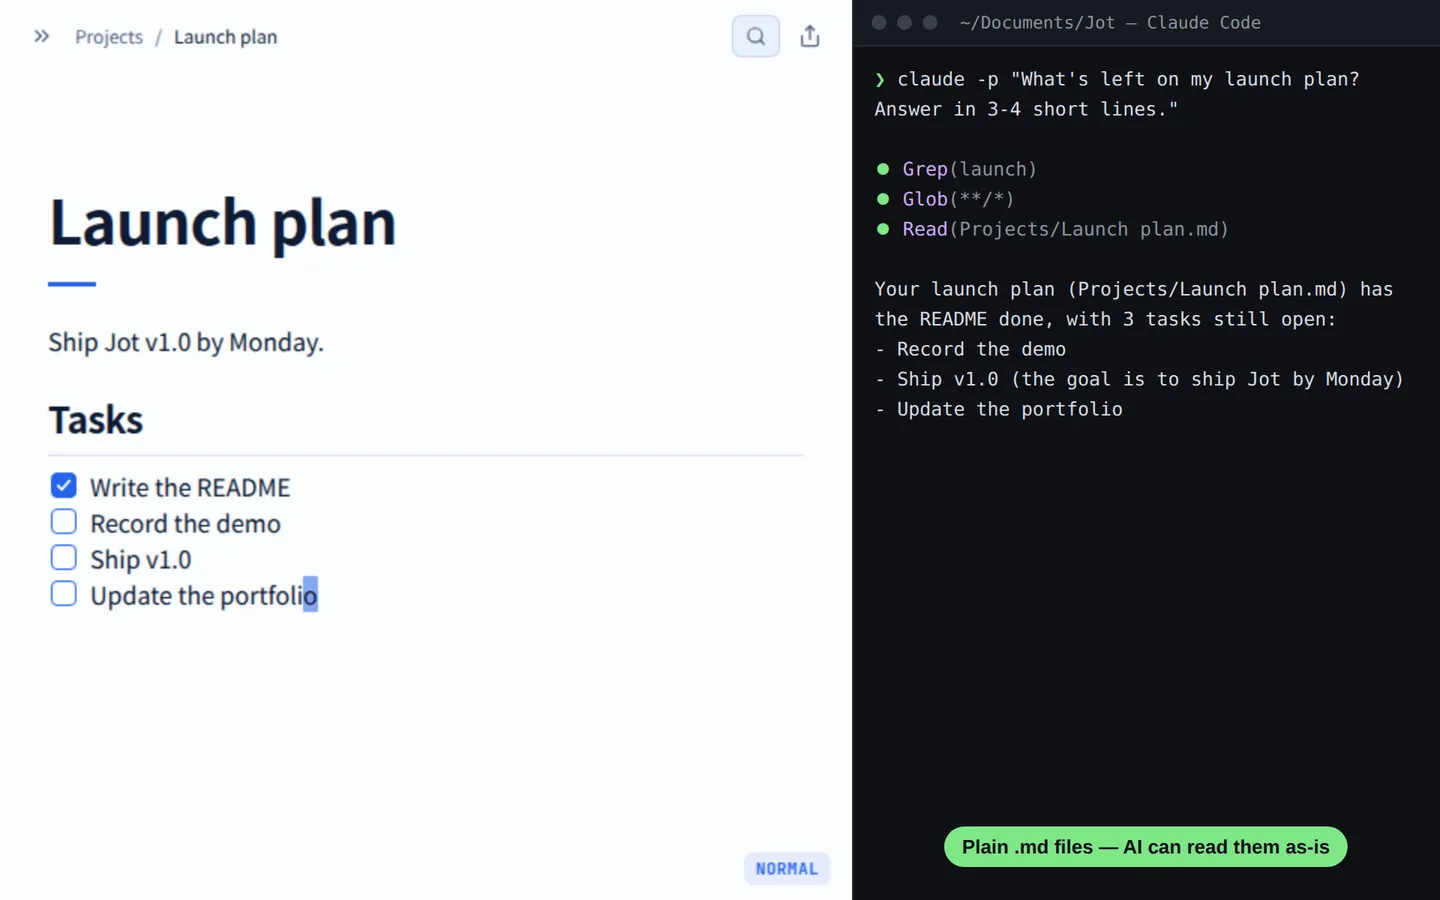 Projects / Launch plan
Launch plan
Ship Jot v1.0 by Monday.
Tasks
Write the README
Record the demo
Ship v1.0
Update the portfolio
NORMAL
~/Documents/Jot — Claude Code
❯ claude -p "What's left on my launch plan?
Answer in 3-4 short lines."
● Grep(launch)
● Glob(**/*)
● Read(Projects/Launch plan.md)
Your launch plan (Projects/Launch plan.md) has
the README done, with 3 tasks still open:
- Record the demo
- Ship v1.0 (the goal is to ship Jot by Monday)
- Update the portfolio
Plain .md files — AI can read them as-is